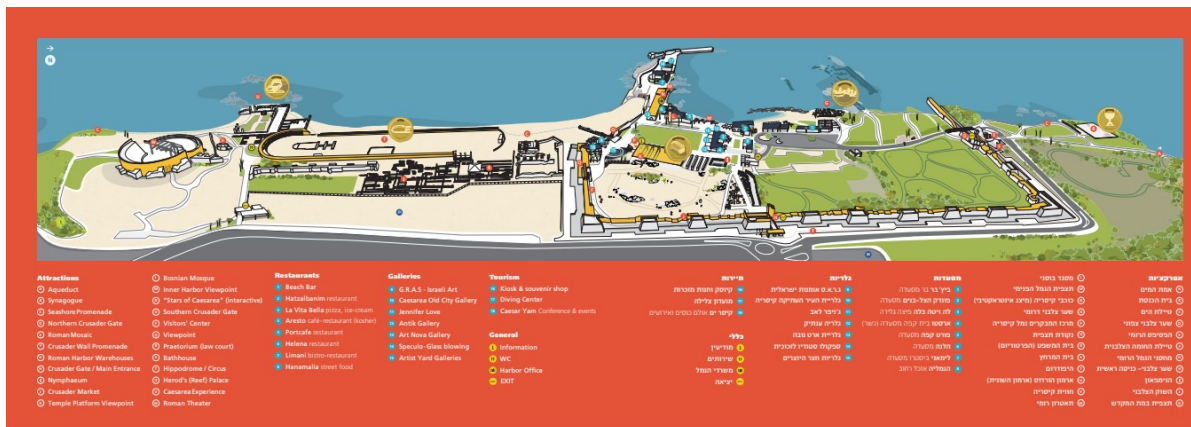 N
Attractions
Aqueduct
Synagogue
Seashore Promenade
Northern Crusader Gate
Roman Mosaic
Crusader Wall Promenade
Roman Harbor Warehouses
Crusader Gate / Main Entrance
Nymphaeum
Crusader Market
Temple Platform Viewpoint
Bosnian Mosque
Inner Harbor Viewpoint
"Stars of Caesarea" (interactive)
Southern Crusader Gate
Visitors' Center
Viewpoint
Praetorium (law court)
Bathhouse
Hippodrome / Circus
Herod's (Reef) Palace
Caesarea Experience
Roman Theater
Restaurants
Beach Bar
Hatzalbanim restaurant
La Vita Bella pizza, ice-cream
Aresto café-restaurant (kosher)
Portcafe restaurant
Helena restaurant
Limani bistro-restaurant
Hanamalia street food
Galleries
G.R.A.S - Israeli Art
Caesarea Old City Gallery
Jennifer Love
Antik Gallery
Art Nova Gallery
Speculo - Glass blowing
Artist Yard Galleries
Tourism
Kiosk & souvenir shop
Diving Center
Caesar Yam Conference & events
General
Information
WC
Harbor Office
EXIT
תיירות
קיוסק וחנות מזכרות
מועדון צלילה
קיסר ים אולם כנסים ואירועים
כללי
מודיעין
שירותים
משרדי הנמל
יציאה
גלריות
ג.ר.א.ס אומנות ישראלית
גלריית העיר העתיקה קיסריה
ג'ניפר לאב
גלריה ענתיק
גלריית ארט נובה
ספקולו סטודיו לזכוכית
גלריות חצר היוצרים
מסעדות
ביץ' בר בר מסעדה
מזנון הצלבנים מסעדה
לה ויטה בלה פיצה גלידה
ארסטו בית קפה מסעדה (כשר)
פורט קפה מסעדה
הלנה מסעדה
לימאני ביסטרו מסעדה
הנמליה אוכל רחוב
מסגד בוסני
תצפית הנמל הפנימי
כוכבי קיסריה (מיצג אינטראקטיבי)
שער צלבני דרומי
מרכז המבקרים נמל קיסריה
נקודת תצפית
בית המשפט (הפרטוריום)
בית המרחץ
היפודרום
ארמון הורדוס (ארמון השונית)
חווית קיסריה
תאטרון רומי
אטרקציות
אמת המים
בית הכנסת
טיילת הים
שער צלבני צפוני
הפסיפס הרומי
טיילת החומה הצלבנית
מחסני הנמל הרומי
שער צלבני- כניסה ראשית
הנימפאון
השוק הצלבני
תצפית במת המקדש